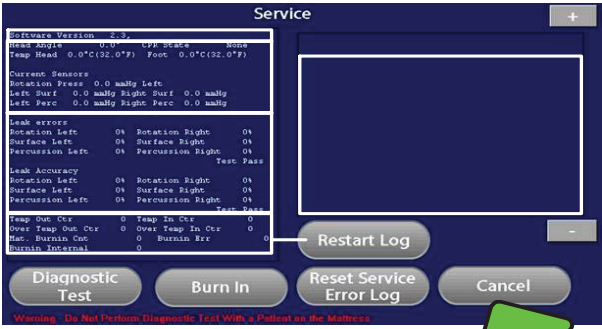 Service
+
Software Version 2.3,
Head Angle 0.0° CPR State None
Temp Head 0.0°C(32.0°F) Foot 0.0°C(32.0°F)
Current Sensors
Rotation Press 0.0 mmHg Left
Left Surf 0.0 mmHg Right Surf 0.0 mmHg
Left Perc 0.0 mmHg Right Perc 0.0 mmHg
Leak errors
Rotation Left 0% Rotation Right 0%
Surface Left 0% Surface Right 0%
Percussion Left 0% Percussion Right 0%
Test Pass
Leak Accuracy
Rotation Left 0% Rotation Right 0%
Surface Left 0% Surface Right 0%
Percussion Left 0% Percussion Right 0%
Test Pass
Temp Out Ctr 0 Temp In Ctr 0
Over Temp Out Ctr 0 Over Temp In Ctr 0
Mat. Burnin Cnt 0 Burnin Err 0
Burnin Internal 0
Restart Log
-
Diagnostic Test
Burn In
Reset Service Error Log
Cancel
Warning - Do Not Perform Diagnostic Test With a Patient on the Mattress